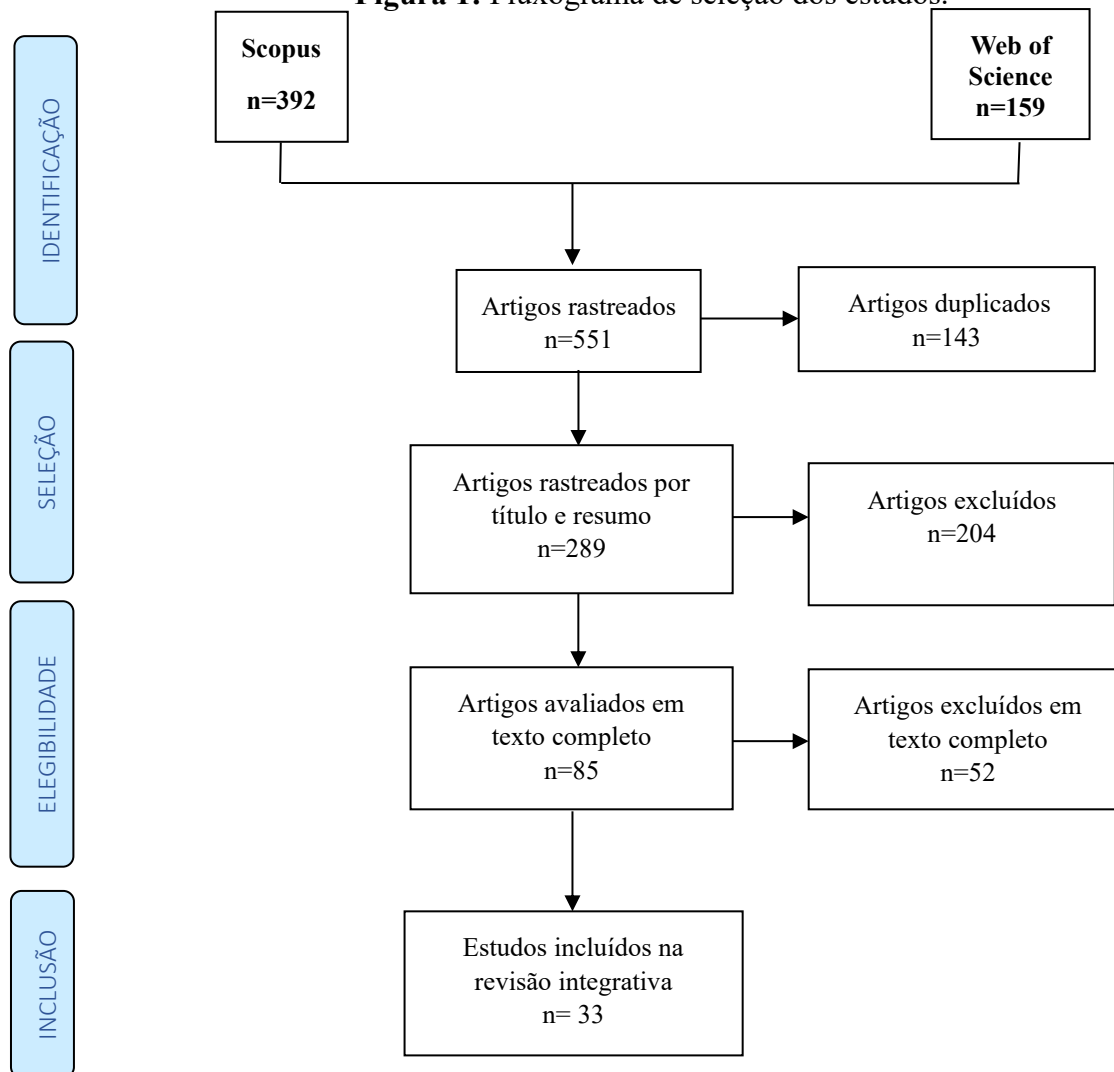 Figura 1. Fluxograma de seleção dos estudos.
Scopus
n=392
Web of
Science
n=159
IDENTIFICAÇÃO
Artigos rastreados
n=551
Artigos duplicados
n=143
SELEÇÃO
Artigos rastreados por
título e resumo
n=289
Artigos excluídos
n=204
ELEGIBILIDADE
Artigos avaliados em
texto completo
n=85
Artigos excluídos em
texto completo
n=52
INCLUSÃO
Estudos incluídos na
revisão integrativa
n= 33